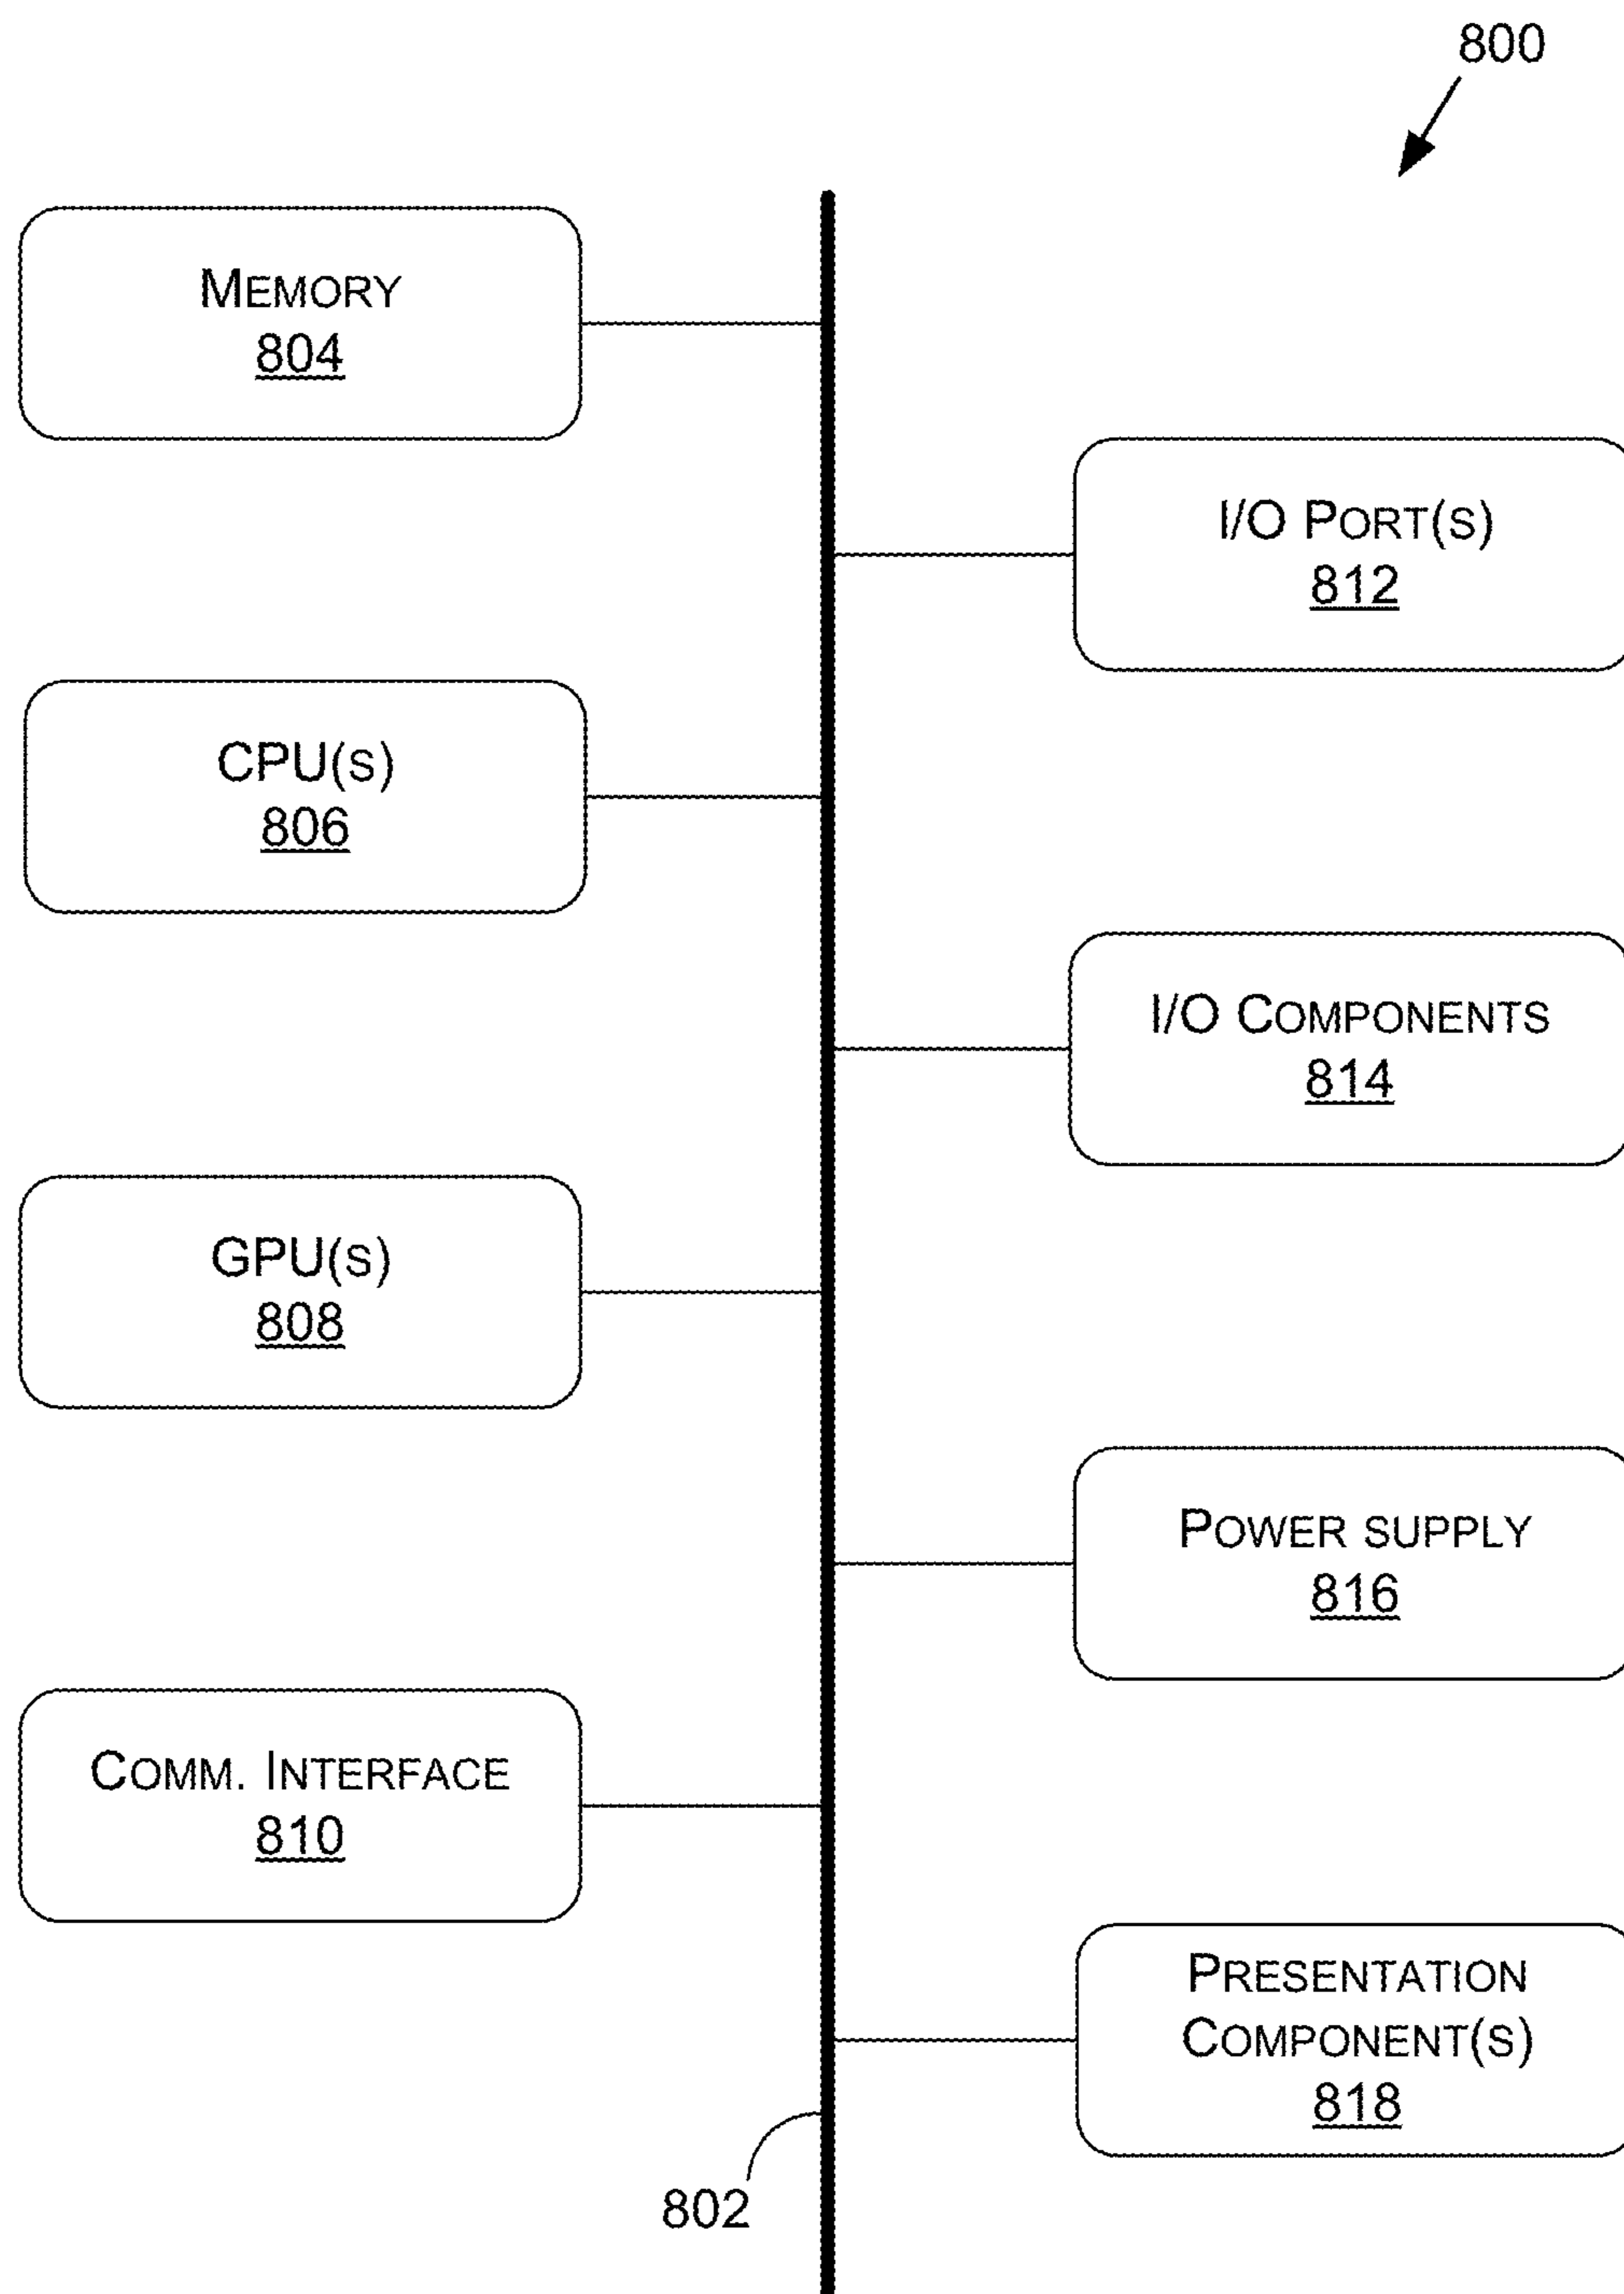 800
MEMORY
804
I/O PORT(S)
812
CPU(S)
806
I/O COMPONENTS
814
GPU(S)
808
POWER SUPPLY
816
COMM. INTERFACE
810
PRESENTATION
COMPONENT(S)
818
802